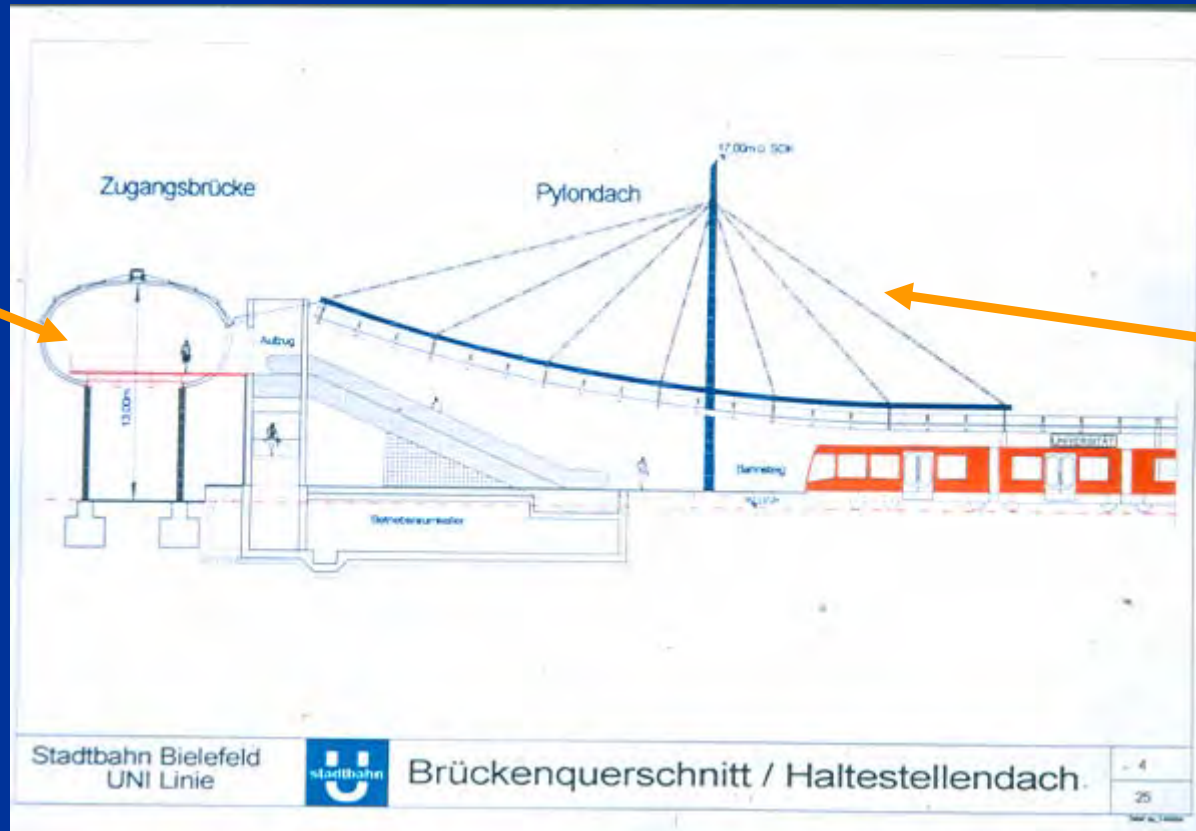 17,00m ü. SOK
Zugangsbrücke
Pylondach
Aufzug
13.00m
UNIVERSITÄT
Bahnsteig
Betriebsraumkeller
Stadtbahn Bielefeld
UNI Linie
stadtbahn
Brückenquerschnitt / Haltestellendach
4
25